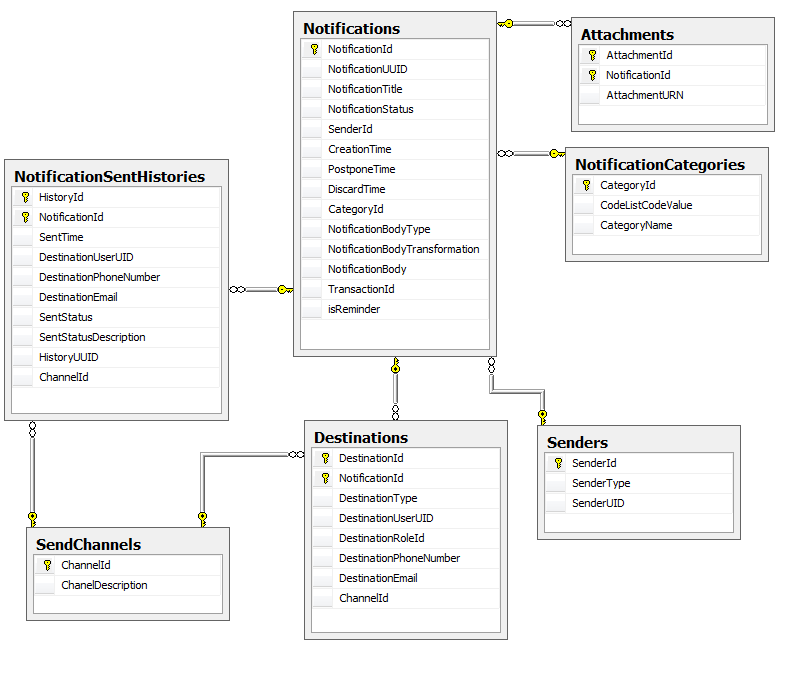 Notifications
NotificationId
NotificationUUID
NotificationTitle
NotificationStatus
SenderId
CreationTime
PostponeTime
DiscardTime
CategoryId
NotificationBodyType
NotificationBodyTransformation
NotificationBody
TransactionId
isReminder
Attachments
AttachmentId
NotificationId
AttachmentURN
NotificationCategories
CategoryId
CodeListCodeValue
CategoryName
NotificationSentHistories
HistoryId
NotificationId
SentTime
DestinationUserUID
DestinationPhoneNumber
DestinationEmail
SentStatus
SentStatusDescription
HistoryUUID
ChannelId
Destinations
DestinationId
NotificationId
DestinationType
DestinationUserUID
DestinationRoleId
DestinationPhoneNumber
DestinationEmail
ChannelId
Senders
SenderId
SenderType
SenderUID
SendChannels
ChannelId
ChanelDescription